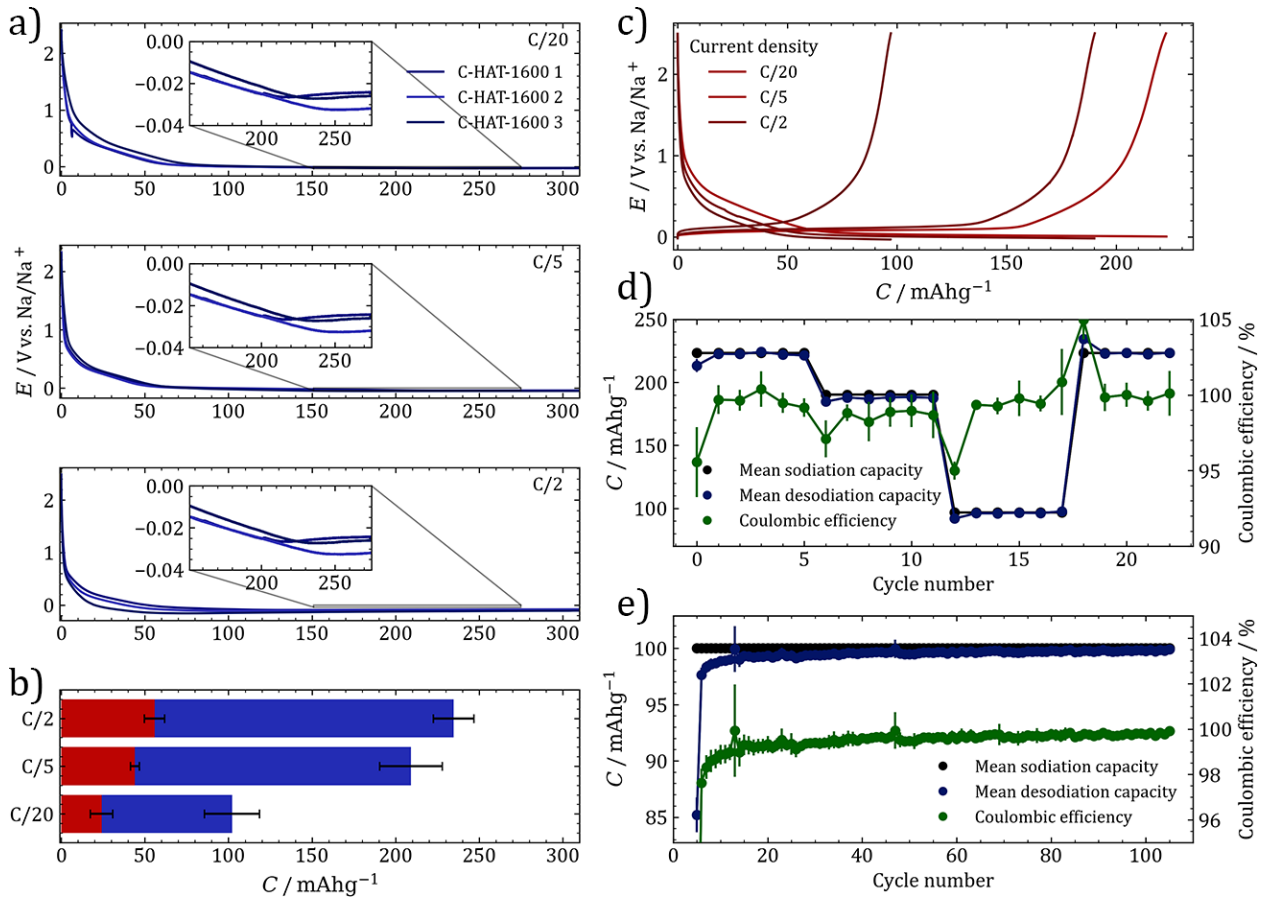 a)
C/20
C-HAT-1600 1
C-HAT-1600 2
C-HAT-1600 3
0.00
−0.02
−0.04
200 250
2
1
0
0 50 100 150 200 250 300
C/5
0.00
−0.02
−0.04
200 250
2
1
0
0 50 100 150 200 250 300
E / V vs. Na/Na+
C/2
0.00
−0.02
−0.04
200 250
2
1
0
0 50 100 150 200 250 300
b)
C/2
C/5
C/20
0 50 100 150 200 250 300
C / mAhg−1
c)
Current density
C/20
C/5
C/2
E / V vs. Na/Na+
2
1
0
0 50 100 150 200
C / mAhg−1
d)
C / mAhg−1
250
200
150
100
Mean sodiation capacity
Mean desodiation capacity
Coulombic efficiency
105
100
95
90
Coulombic efficiency / %
0 5 10 15 20
Cycle number
e)
C / mAhg−1
100
95
90
85
Mean sodiation capacity
Mean desodiation capacity
Coulombic efficiency
104
102
100
98
96
Coulombic efficiency / %
0 20 40 60 80 100
Cycle number